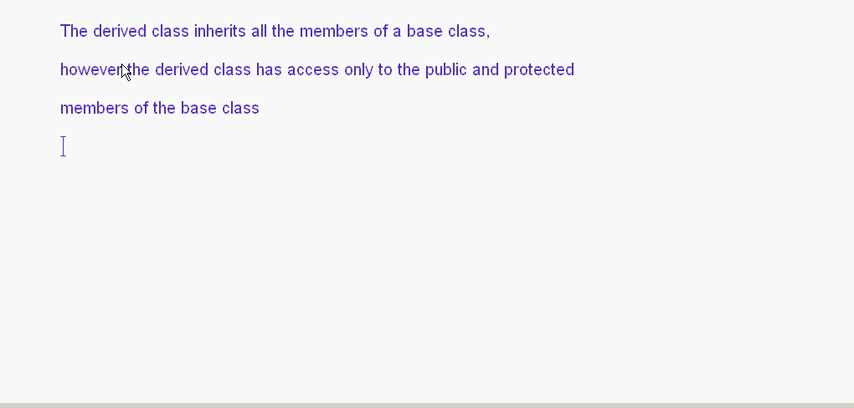 The derived class inherits all the members of a base class,
however the derived class has access only to the public and protected
members of the base class